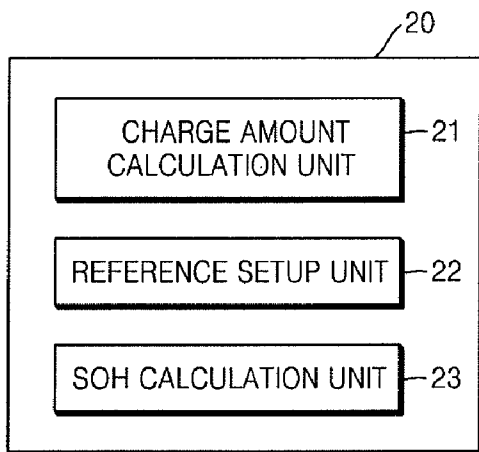 20
CHARGE AMOUNT
CALCULATION UNIT
21
REFERENCE SETUP UNIT
22
SOH CALCULATION UNIT
23